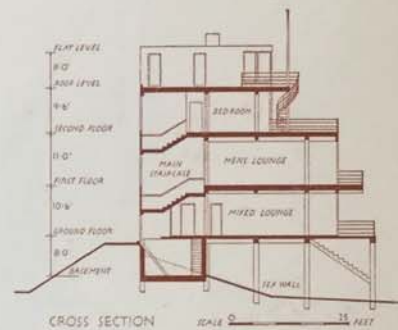 FLAT LEVEL
8'·0"
ROOF LEVEL
9'·6"
BEDROOM
SECOND FLOOR
11'·0"
MAIN
STAIRCASE
MENS LOUNGE
FIRST FLOOR
10'·6"
MIXED LOUNGE
GROUND FLOOR
8'·0"
BASEMENT
SEA WALL
CROSS SECTION
SCALE 0 25 FEET